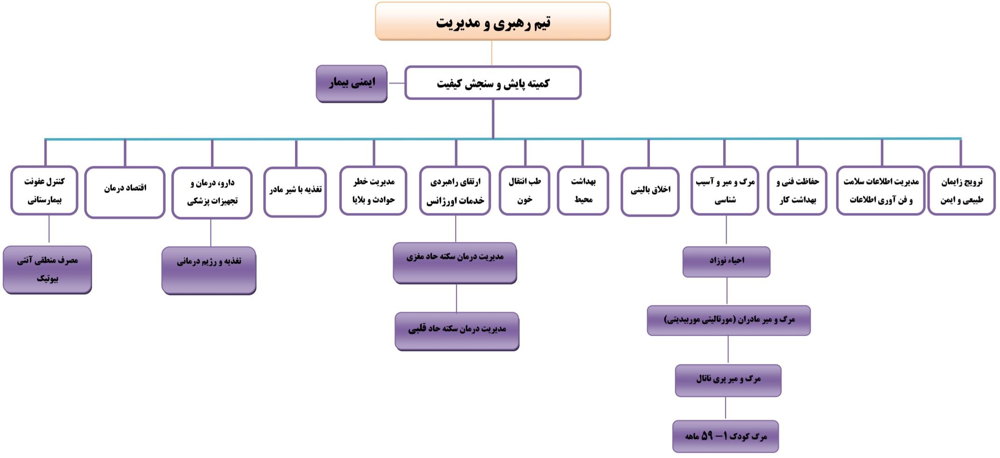 تیم رهبری و مدیریت
کمیته پایش و سنجش کیفیت
ایمنی بیمار
ترویج زایمان
طبیعی و ایمن
مدیریت اطلاعات سلامت
و فن آوری اطلاعات
حفاظت فنی و
بهداشت کار
مرگ و میر و آسیب
شناسی
اخلاق بالینی
بهداشت
محیط
طب انتقال
خون
ارتقای راهبردی
خدمات اورژانس
مدیریت خطر
حوادث و بلایا
تغذیه با شیر مادر
دارو، درمان و
تجهیزات پزشکی
اقتصاد درمان
کنترل عفونت
بیمارستانی
احیاء نوزاد
مرگ و میر مادران (مورتالیتی موربیدیتی)
مرگ و میر پری ناتال
مرگ کودک ۱– ۵۹ ماهه
مدیریت درمان سکته حاد مغزی
مدیریت درمان سکته حاد قلبی
تغذیه و رژیم درمانی
مصرف منطقی آنتی
بیوتیک